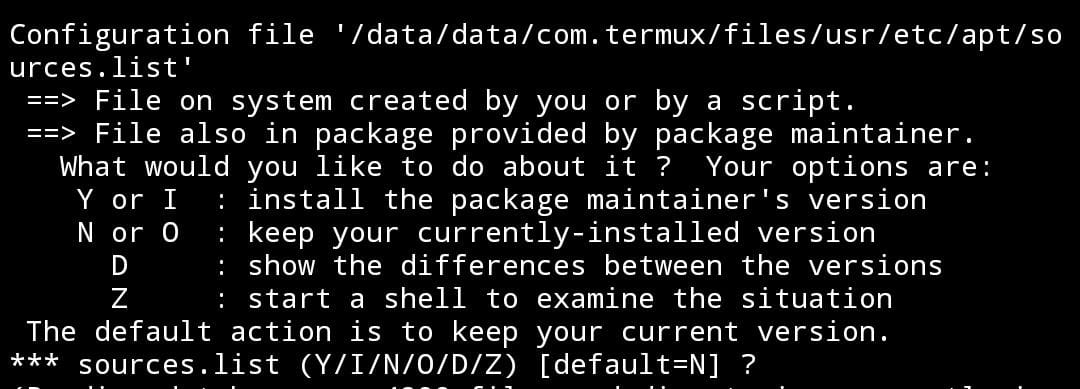 Configuration file '/data/data/com.termux/files/usr/etc/apt/so
urces.list'
 ==> File on system created by you or by a script.
 ==> File also in package provided by package maintainer.
   What would you like to do about it ?  Your options are:
    Y or I  : install the package maintainer's version
    N or O  : keep your currently-installed version
      D     : show the differences between the versions
      Z     : start a shell to examine the situation
 The default action is to keep your current version.
*** sources.list (Y/I/N/O/D/Z) [default=N] ?